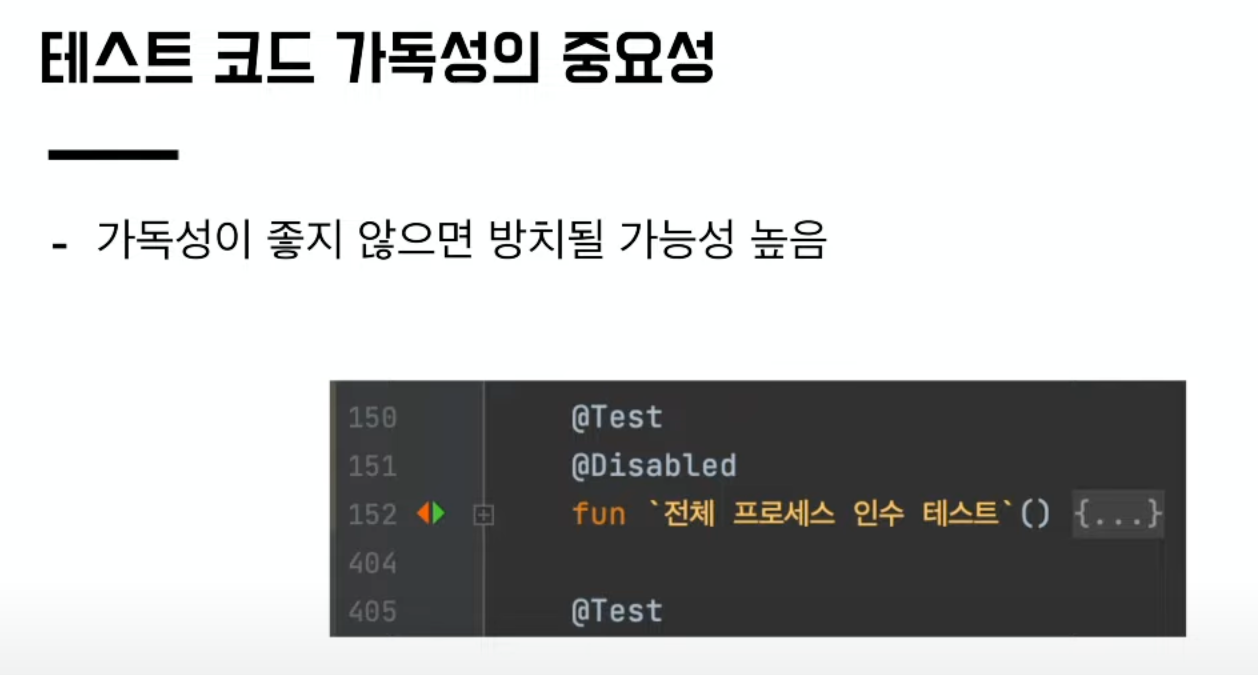 테스트 코드 가독성의 중요성
- 가독성이 좋지 않으면 방치될 가능성 높음
150 @Test
151 @Disabled
152 fun `전체 프로세스 인수 테스트`() {...}
404
405 @Test